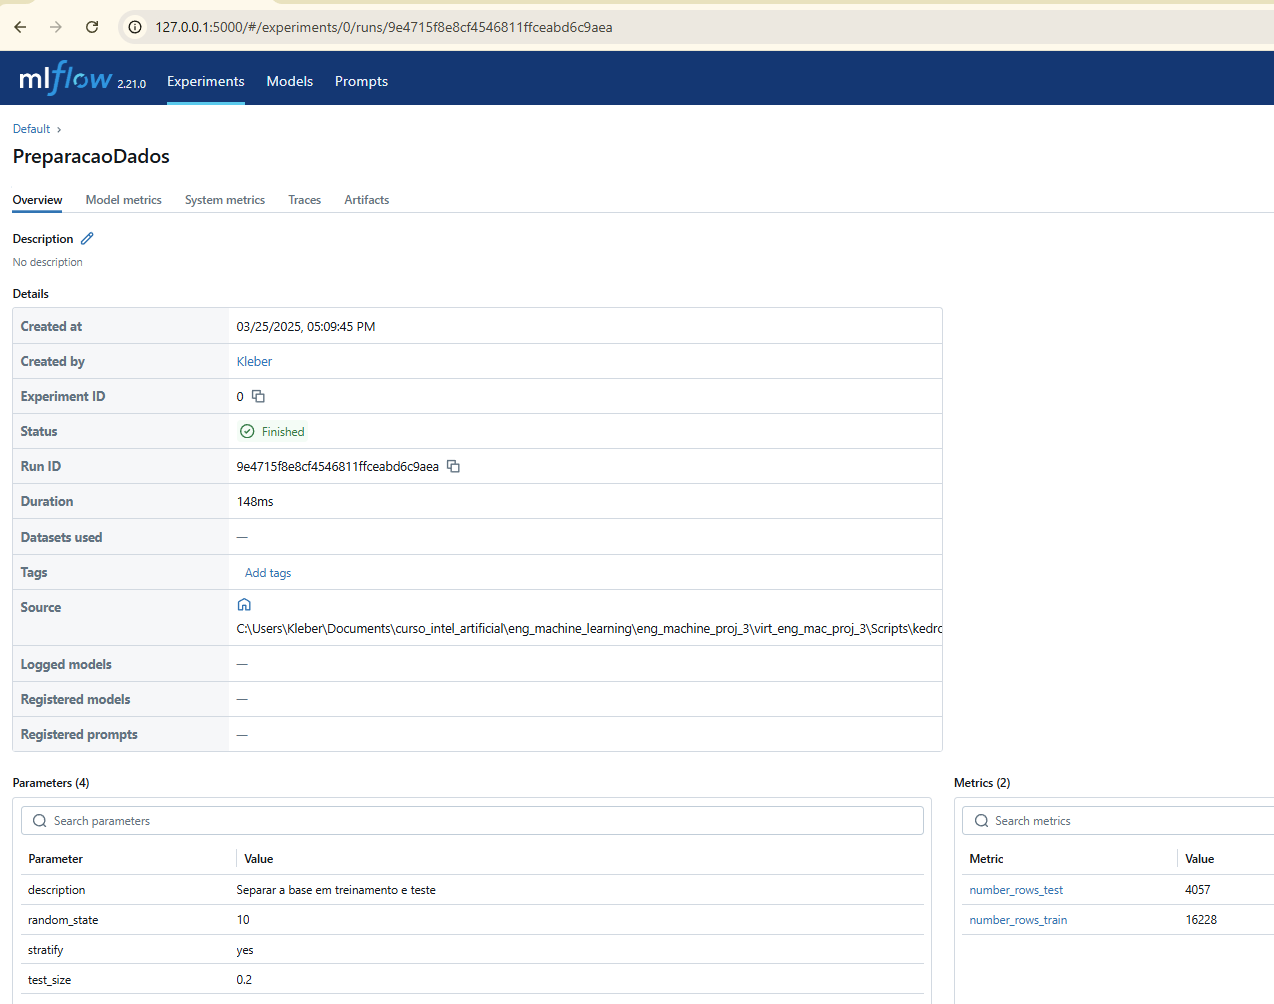 127.0.0.1:5000/#/experiments/0/runs/9e4715f8e8cf4546811ffceabd6c9aea
mlflow 2.21.0 Experiments Models Prompts
Default ›
PreparacaoDados
Overview Model metrics System metrics Traces Artifacts
Description
No description
Details
Created at 03/25/2025, 05:09:45 PM
Created by Kleber
Experiment ID 0
Status Finished
Run ID 9e4715f8e8cf4546811ffceabd6c9aea
Duration 148ms
Datasets used —
Tags Add tags
Source
C:\Users\Kleber\Documents\curso_intel_artificial\eng_machine_learning\eng_machine_proj_3\virt_eng_mac_proj_3\Scripts\kedro
Logged models —
Registered models —
Registered prompts —
Parameters (4) Metrics (2)
Search parameters Search metrics
Parameter Value Metric Value
description Separar a base em treinamento e teste number_rows_test 4057
random_state 10 number_rows_train 16228
stratify yes
test_size 0.2